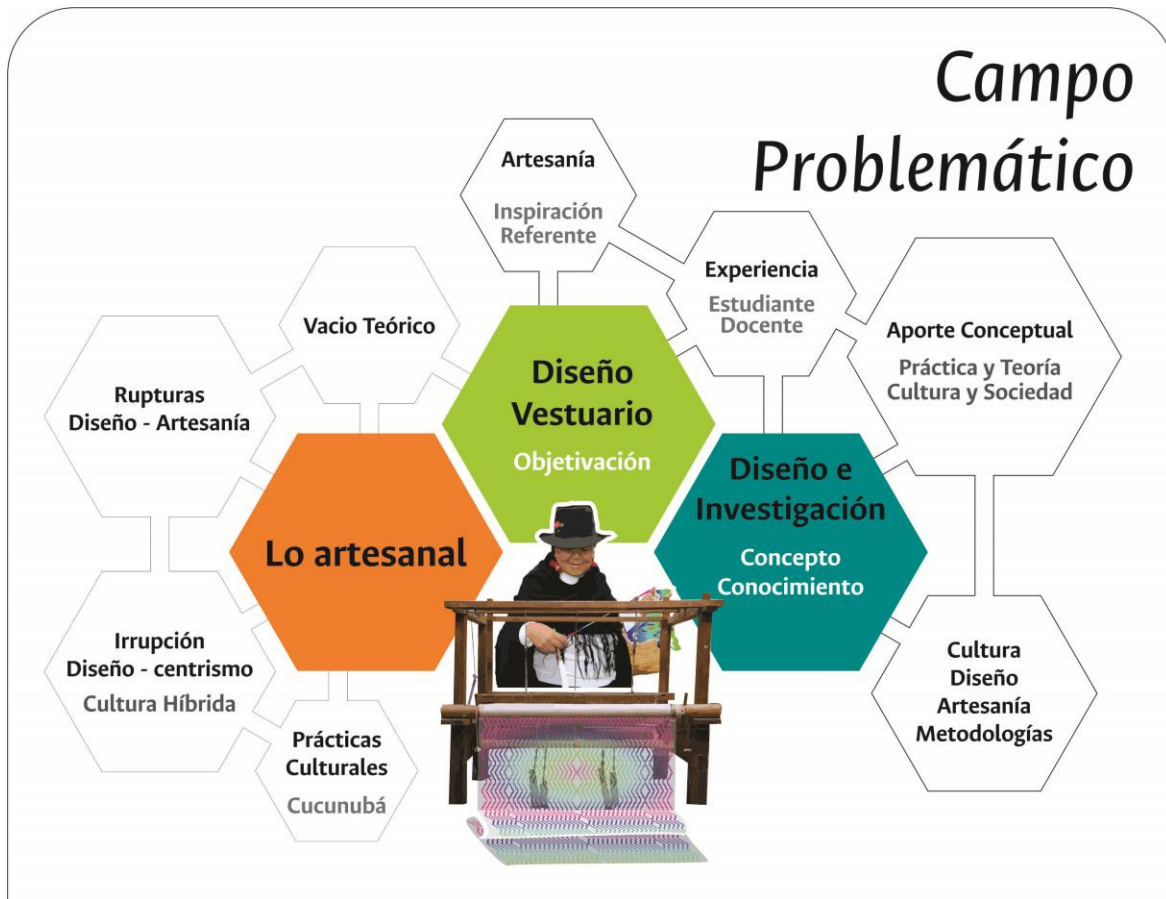 Campo
Problemático
Artesanía
Inspiración
Referente
Experiencia
Estudiante
Docente
Aporte Conceptual
Práctica y Teoría
Cultura y Sociedad
Vacio Teórico
Rupturas
Diseño - Artesanía
Diseño
Vestuario
Objetivación
Diseño e
Investigación
Concepto
Conocimiento
Lo artesanal
Irrupción
Diseño - centrismo
Cultura Híbrida
Prácticas
Culturales
Cucunubá
Cultura
Diseño
Artesanía
Metodologías